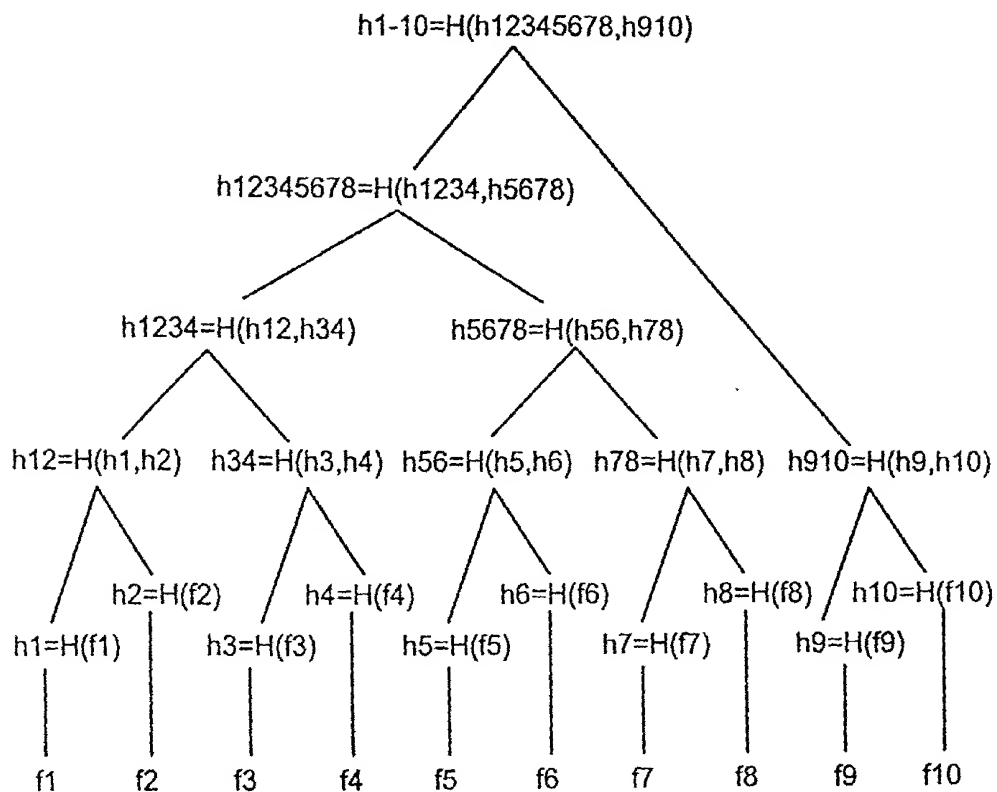 h1-10=H(h12345678,h910)
h12345678=H(h1234,h5678)
h1234=H(h12,h34) h5678=H(h56,h78)
h12=H(h1,h2) h34=H(h3,h4) h56=H(h5,h6) h78=H(h7,h8) h910=H(h9,h10)
h2=H(f2) h4=H(f4) h6=H(f6) h8=H(f8) h10=H(f10)
h1=H(f1) h3=H(f3) h5=H(f5) h7=H(f7) h9=H(f9)
f1 f2 f3 f4 f5 f6 f7 f8 f9 f10